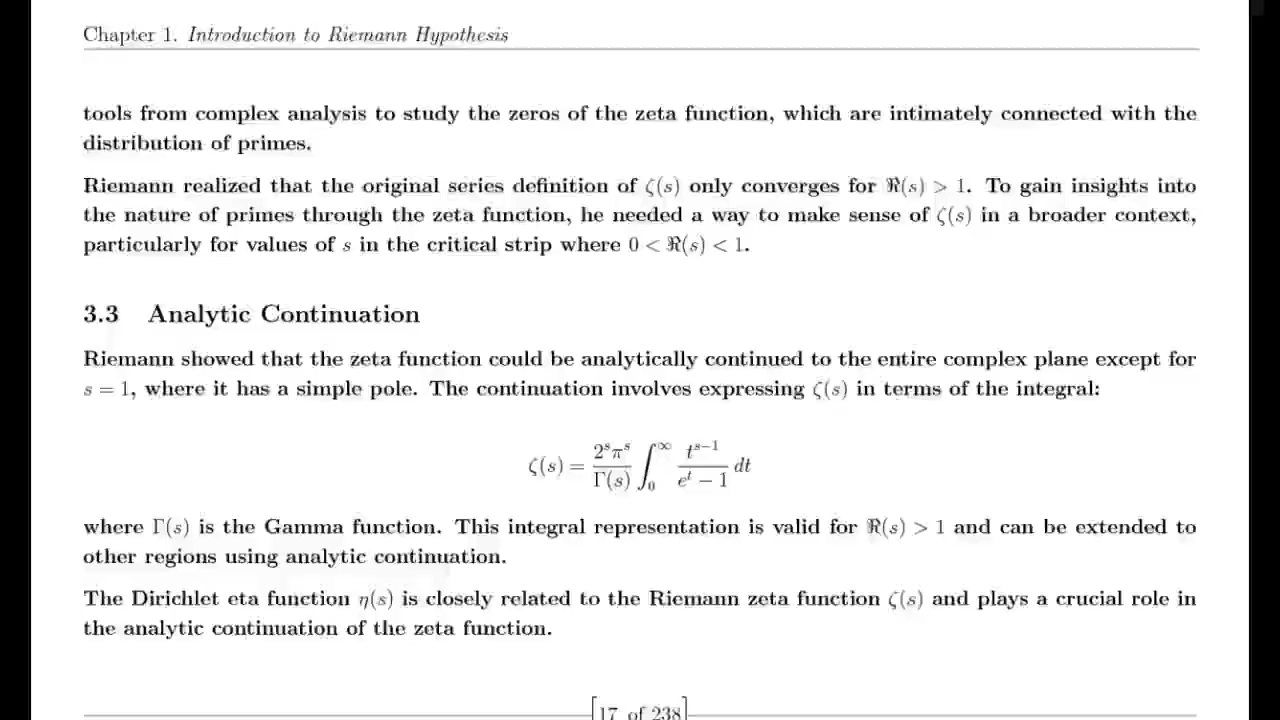 Chapter 1. Introduction to Riemann Hypothesis
tools from complex analysis to study the zeros of the zeta function, which are intimately connected with the
distribution of primes.
Riemann realized that the original series definition of ζ(s) only converges for ℜ(s) > 1. To gain insights into
the nature of primes through the zeta function, he needed a way to make sense of ζ(s) in a broader context,
particularly for values of s in the critical strip where 0 < ℜ(s) < 1.
3.3 Analytic Continuation
Riemann showed that the zeta function could be analytically continued to the entire complex plane except for
s = 1, where it has a simple pole. The continuation involves expressing ζ(s) in terms of the integral:
ζ(s) = 2^s π^s / Γ(s) ∫_0^∞ t^{s−1} / (e^t − 1) dt
where Γ(s) is the Gamma function. This integral representation is valid for ℜ(s) > 1 and can be extended to
other regions using analytic continuation.
The Dirichlet eta function η(s) is closely related to the Riemann zeta function ζ(s) and plays a crucial role in
the analytic continuation of the zeta function.
[17 of 238]